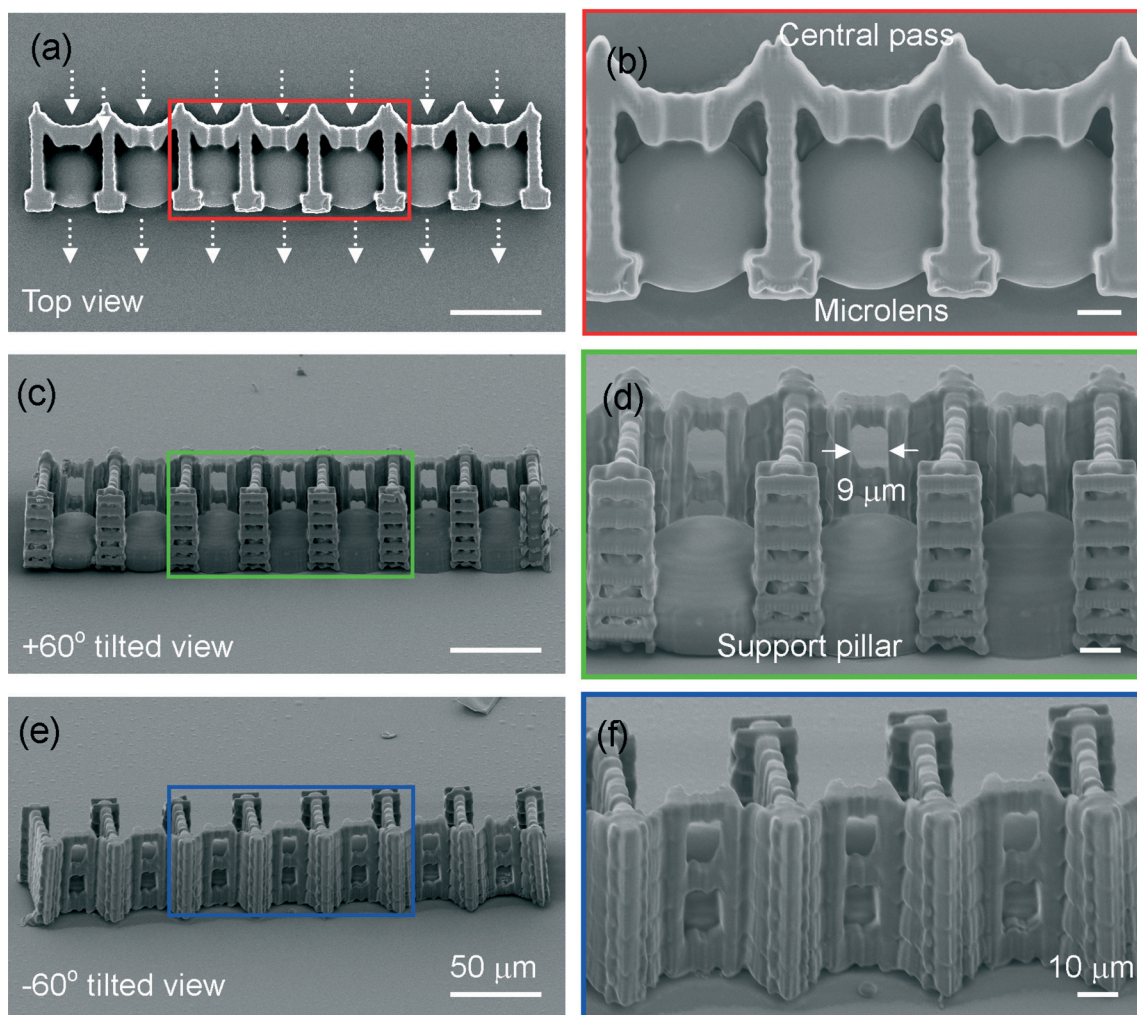 (a)
Top view
(b)
Central pass
Microlens
(c)
+60° tilted view
(d)
9 μm
Support pillar
(e)
-60° tilted view
50 μm
(f)
10 μm